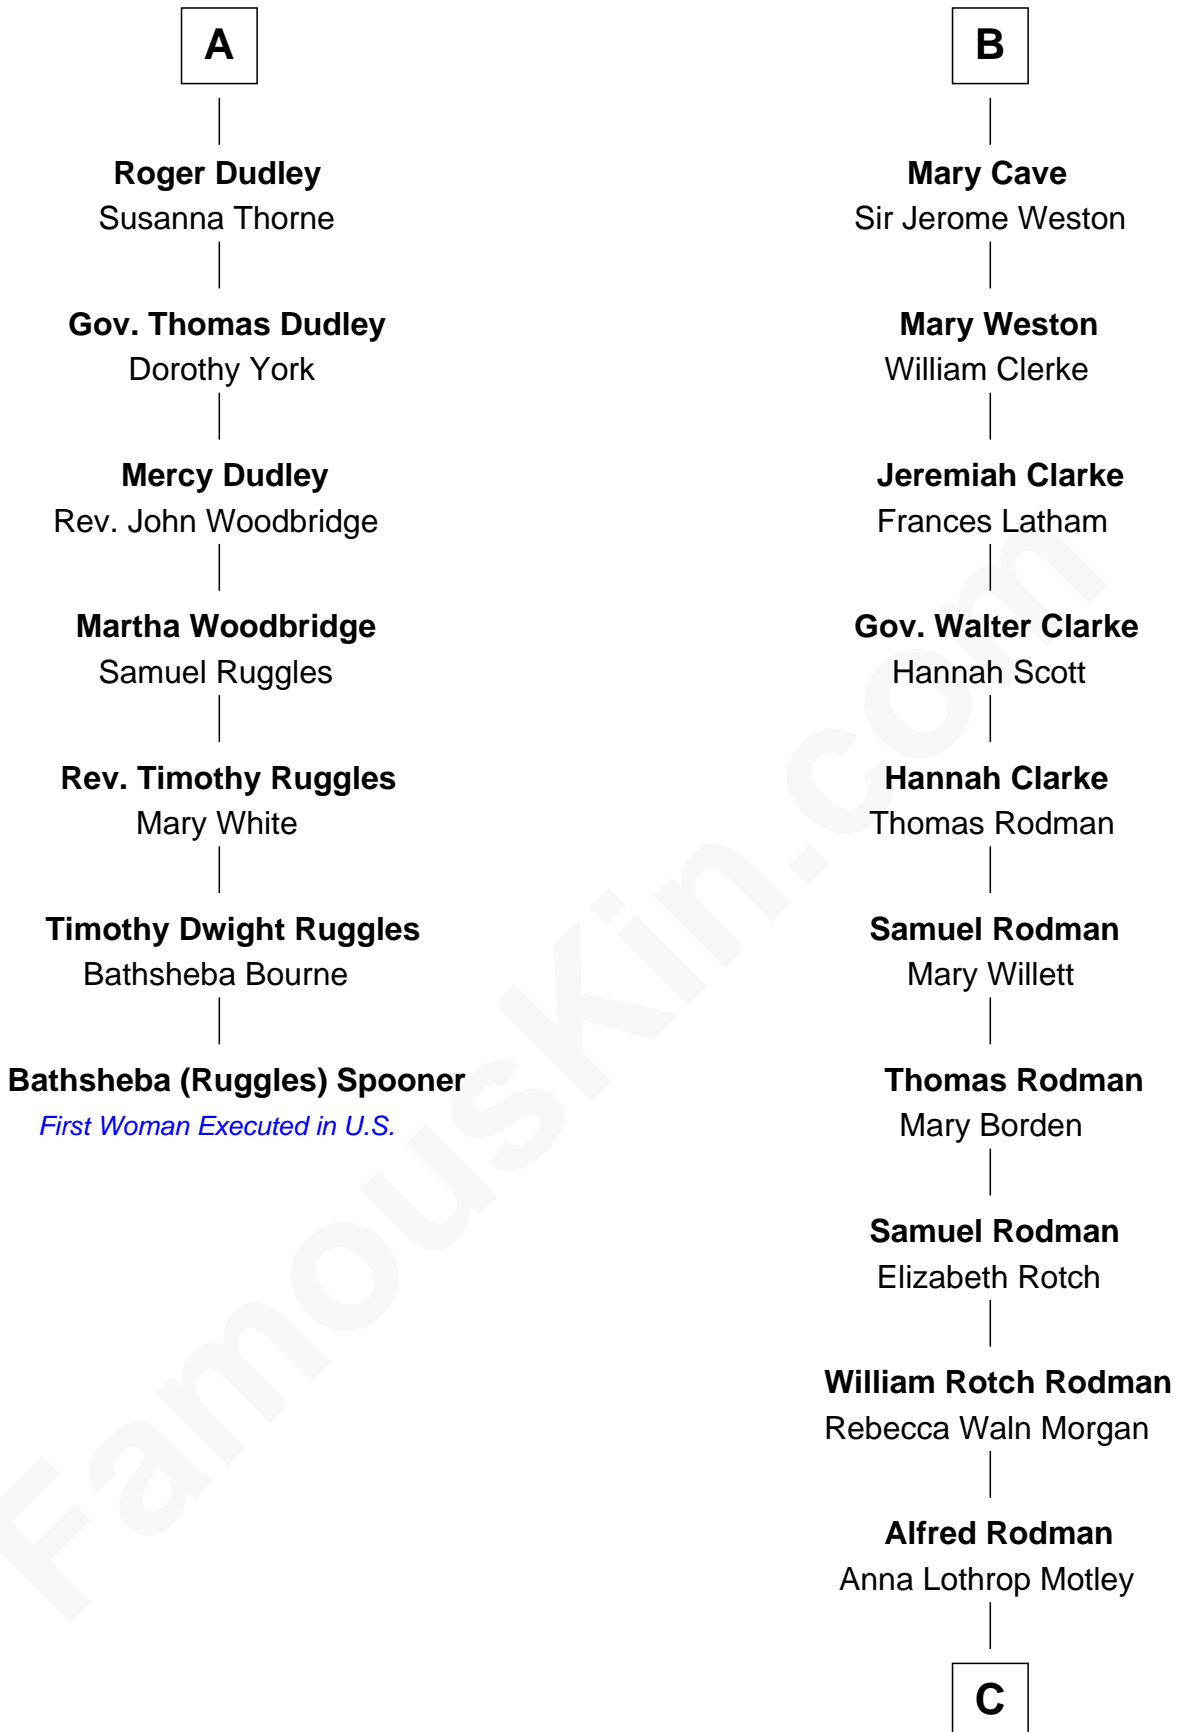 A
Roger Dudley
Susanna Thorne
Gov. Thomas Dudley
Dorothy York
Mercy Dudley
Rev. John Woodbridge
Martha Woodbridge
Samuel Ruggles
Rev. Timothy Ruggles
Mary White
Timothy Dwight Ruggles
Bathsheba Bourne
Bathsheba (Ruggles) Spooner
First Woman Executed in U.S.
B
Mary Cave
Sir Jerome Weston
Mary Weston
William Clerke
Jeremiah Clarke
Frances Latham
Gov. Walter Clarke
Hannah Scott
Hannah Clarke
Thomas Rodman
Samuel Rodman
Mary Willett
Thomas Rodman
Mary Borden
Samuel Rodman
Elizabeth Rotch
William Rotch Rodman
Rebecca Waln Morgan
Alfred Rodman
Anna Lothrop Motley
C
FamousKin.com